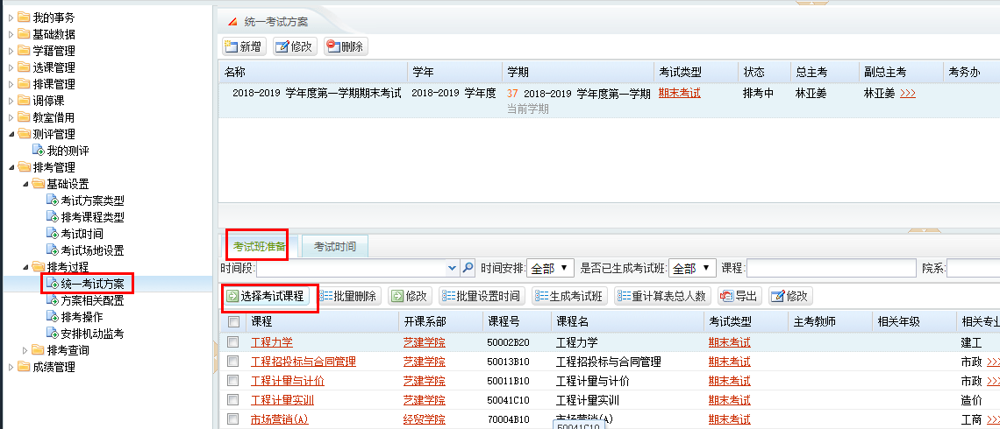 我的事务
基础数据
学籍管理
选课管理
排课管理
调停课
教室借用
测评管理
我的测评
排考管理
基础设置
考试方案类型
排考课程类型
考试时间
考试场地设置
排考过程
统一考试方案
方案相关配置
排考操作
安排机动监考
排考查询
成绩管理
统一考试方案
新增 修改 删除
名称 学年 学期 考试类型 状态 总主考 副总主考 考务办
2018-2019 学年度第一学期期末考试 2018-2019 学年度 37 2018-2019 学年度第一学期 期末考试 排考中 林亚姜 林亚姜 >>>
当前学期
考试班准备 考试时间
时间段: 时间安排: 全部 是否已生成考试班: 全部 课程: 院系:
选择考试课程 批量删除 修改 批量设置时间 生成考试班 重计算表总人数 导出 修改
课程 开课系部 课程号 课程名 考试类型 主考教师 相关年级 相关专业
工程力学 艺建学院 50002B20 工程力学 期末考试 建工
工程招投标与合同管理 艺建学院 50013B10 工程招投标与合同管理 期末考试 市政 >>>
工程计量与计价 艺建学院 50011B10 工程计量与计价 期末考试 市政 >>>
工程计量实训 艺建学院 50041C10 工程计量实训 期末考试 造价
市场营销(A) 经贸学院 70004B10 市场营销(A) 期末考试 工商 >>>
50041C10